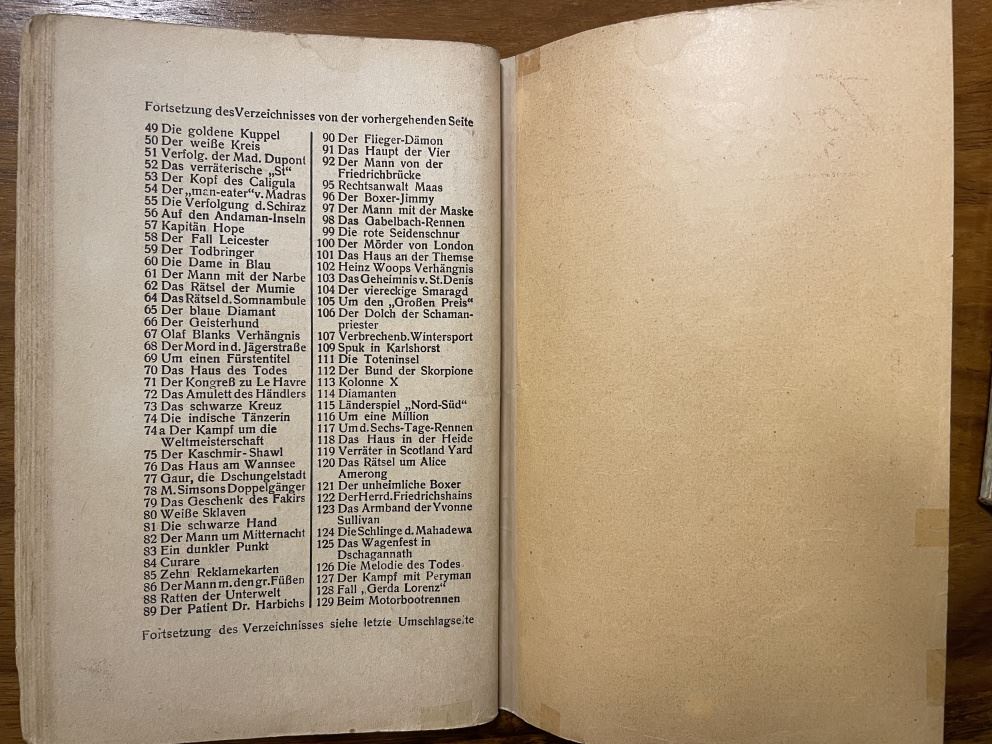 Fortsetzung des Verzeichnisses von der vorhergehenden Seite
49 Die goldene Kuppel
50 Der weiße Kreis
51 Verfolg. der Mad. Dupont
52 Das verräterische „St“
53 Der Kopf des Caligula
54 Der „man-eater“ v. Madras
55 Die Verfolgung d. Schiraz
56 Auf den Andaman-Inseln
57 Kapitän Hope
58 Der Fall Leicester
59 Der Todbringer
60 Die Dame in Blau
61 Der Mann mit der Narbe
62 Das Rätsel der Mumie
64 Das Rätsel d. Somnambule
65 Der blaue Diamant
66 Der Geisterhund
67 Olaf Blanks Verhängnis
68 Der Mord in d. Jägerstraße
69 Um einen Fürstentitel
70 Das Haus des Todes
71 Der Kongreß zu Le Havre
72 Das Amulett des Händlers
73 Das schwarze Kreuz
74 Die indische Tänzerin
74a Der Kampf um die
Weltmeisterschaft
75 Der Kaschmir-Shawl
76 Das Haus am Wannsee
77 Gaur, die Dschungelstadt
78 M. Simsons Doppelgänger
79 Das Geschenk des Fakirs
80 Weiße Sklaven
81 Die schwarze Hand
82 Der Mann um Mitternacht
83 Ein dunkler Punkt
84 Curare
85 Zehn Reklamekarten
86 Der Mann m. den gr. Füßen
88 Ratten der Unterwelt
89 Der Patient Dr. Harbichs
90 Der Flieger-Dämon
91 Das Haupt der Vier
92 Der Mann von der
Friedrichbrücke
95 Rechtsanwalt Maas
96 Der Boxer-Jimmy
97 Der Mann mit der Maske
98 Das Gabelbach-Rennen
99 Die rote Seidenschnur
100 Der Mörder von London
101 Das Haus an der Themse
102 Heinz Woops Verhängnis
103 Das Geheimnis v. St. Denis
104 Der viereckige Smaragd
105 Um den „Großen Preis“
106 Der Dolch der Schaman-
priester
107 Verbrechen b. Wintersport
109 Spuk in Karlshorst
111 Die Toteninsel
112 Der Bund der Skorpione
113 Kolonne X
114 Diamanten
115 Länderspiel „Nord-Süd“
116 Um eine Million
117 Um d. Sechs-Tage-Rennen
118 Das Haus in der Heide
119 Verräter in Scotland Yard
120 Das Rätsel um Alice
Amerong
121 Der unheimliche Boxer
122 Der Herr d. Friedrichshains
123 Das Armband der Yvonne
Sullivan
124 Die Schlinge d. Mahadewa
125 Das Wagenfest in
Dschagannath
126 Die Melodie des Todes
127 Der Kampf mit Peryman
128 Fall „Gerda Lorenz“
129 Beim Motorbootrennen
Fortsetzung des Verzeichnisses siehe letzte Umschlagseite